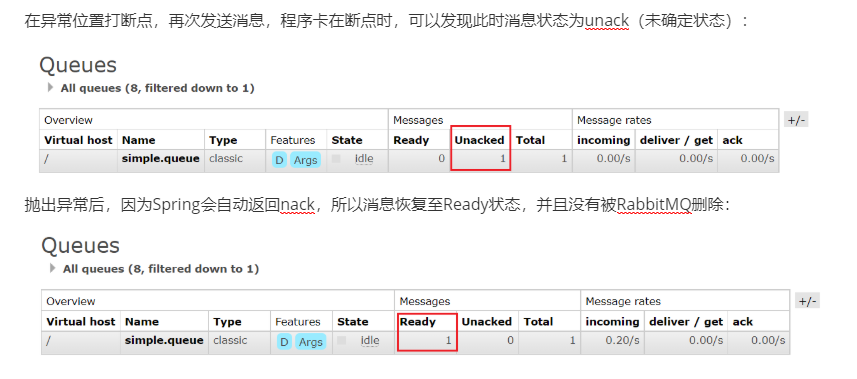 在异常位置打断点，再次发送消息，程序卡在断点时，可以发现此时消息状态为unack（未确定状态）：
Queues
All queues (8, filtered down to 1)
Overview Messages Message rates +/-
Virtual host Name Type Features State Ready Unacked Total incoming deliver / get ack
/ simple.queue classic D Args Idle 0 1 1 0.00/s 0.00/s 0.00/s
抛出异常后，因为Spring会自动返回nack，所以消息恢复至Ready状态，并且没有被RabbitMQ删除：
Queues
All queues (8, filtered down to 1)
Overview Messages Message rates +/-
Virtual host Name Type Features State Ready Unacked Total incoming deliver / get ack
/ simple.queue classic D Args idle 1 0 1 0.20/s 0.00/s 0.00/s